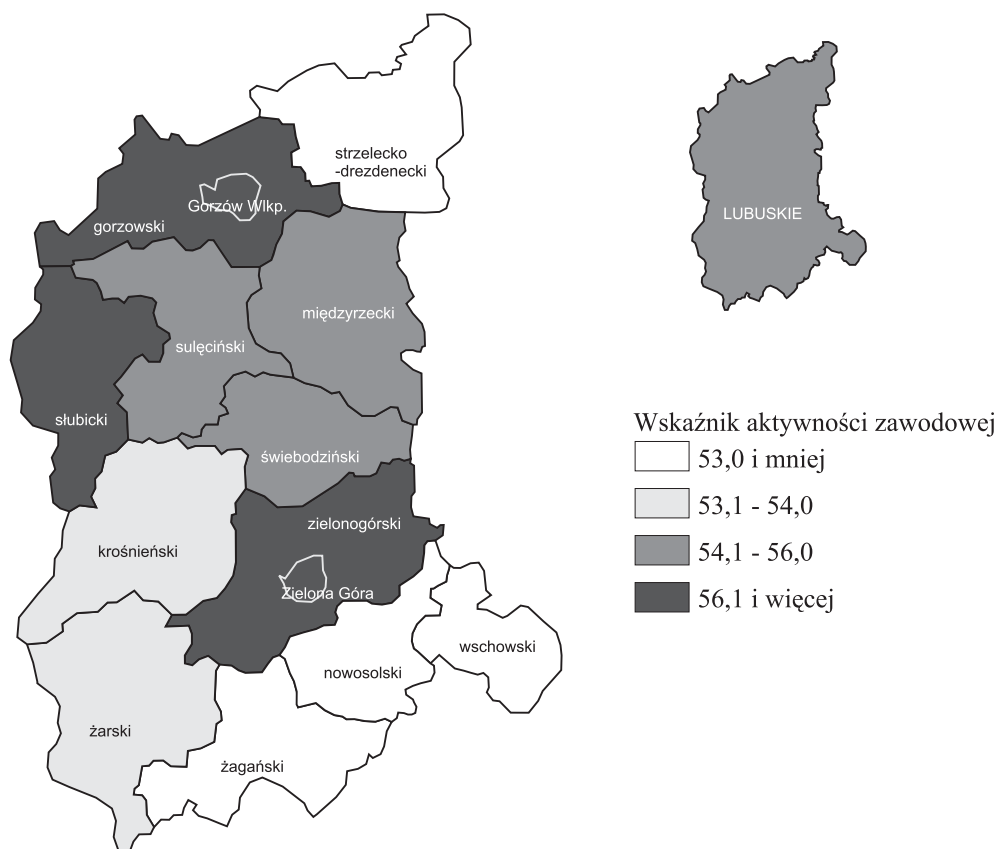 strzelecko
-drezdenecki
Gorzów Wlkp.
gorzowski
LUBUSKIE
międzyrzecki
sulęciński
słubicki
świebodziński
zielonogórski
krośnieński
Zielona Góra
wschowski
nowosolski
żarski
żagański
Wskaźnik aktywności zawodowej
53,0 i mniej
53,1 - 54,0
54,1 - 56,0
56,1 i więcej